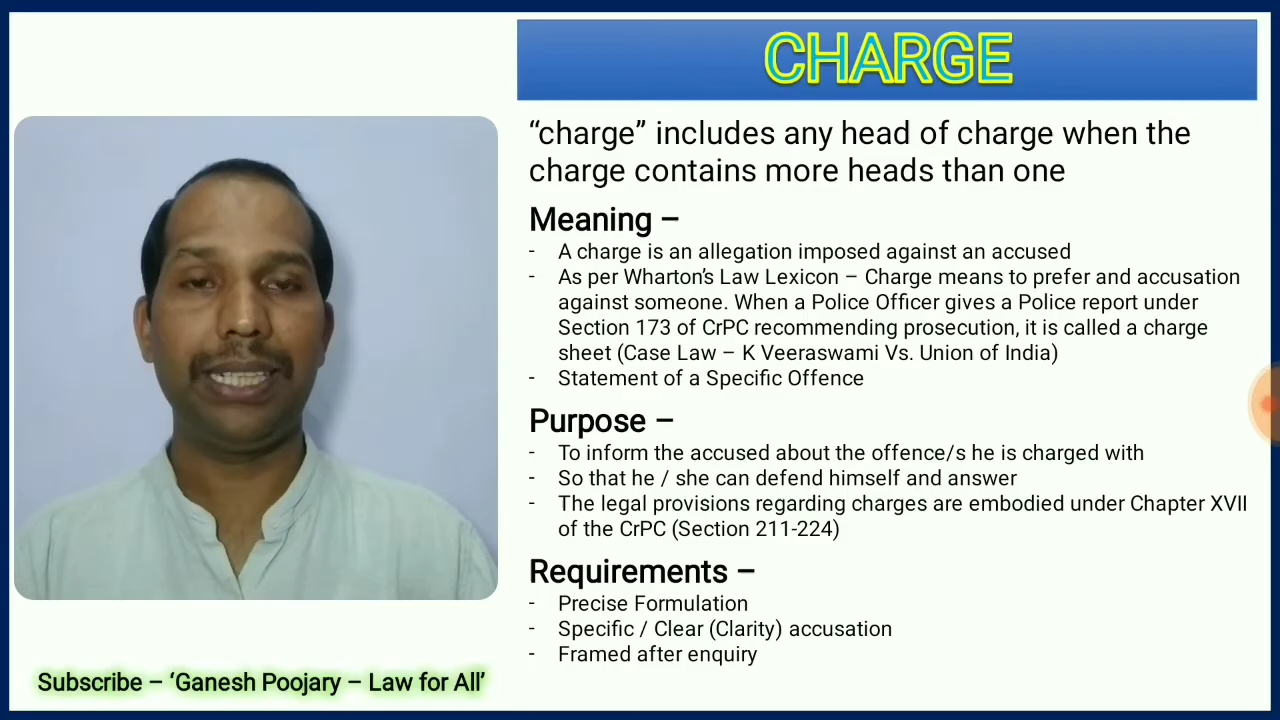 CHARGE
“charge” includes any head of charge when the
charge contains more heads than one
Meaning –
- A charge is an allegation imposed against an accused
- As per Wharton’s Law Lexicon – Charge means to prefer and accusation
against someone. When a Police Officer gives a Police report under
Section 173 of CrPC recommending prosecution, it is called a charge
sheet (Case Law – K Veeraswami Vs. Union of India)
- Statement of a Specific Offence
Purpose –
- To inform the accused about the offence/s he is charged with
- So that he / she can defend himself and answer
- The legal provisions regarding charges are embodied under Chapter XVII
of the CrPC (Section 211-224)
Requirements –
- Precise Formulation
- Specific / Clear (Clarity) accusation
- Framed after enquiry
Subscribe – ‘Ganesh Poojary – Law for All’